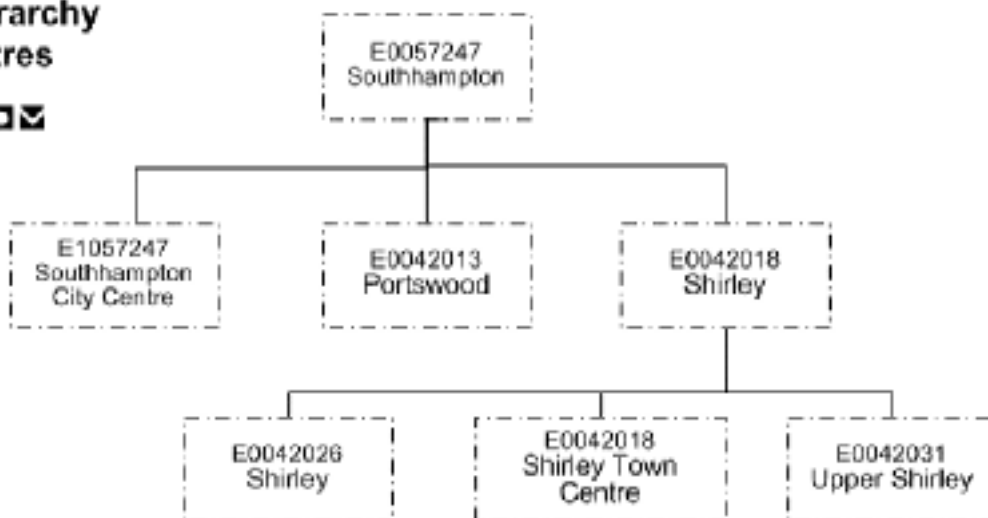 rarchy
tres
E0057247
Southhampton
E1057247
Southhampton
City Centre
E0042013
Portswood
E0042018
Shirley
E0042026
Shirley
E0042018
Shirley Town
Centre
E0042031
Upper Shirley